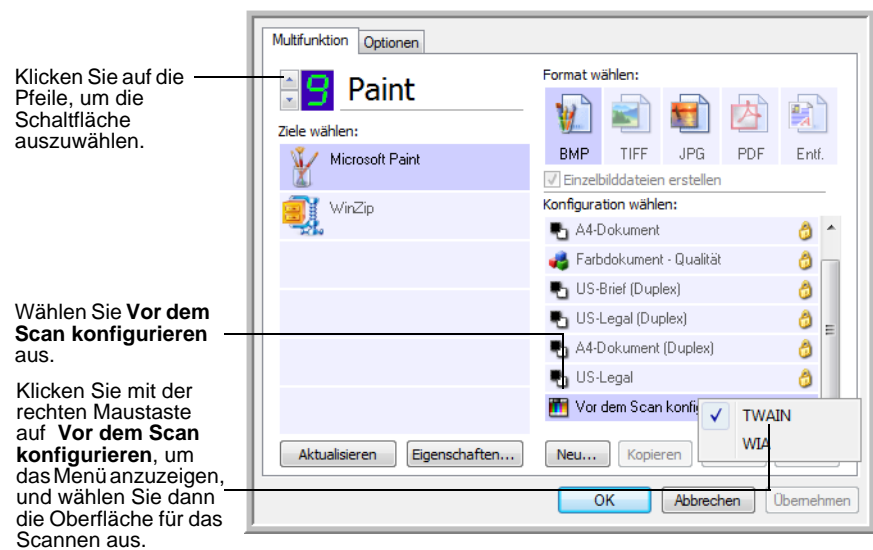 Klicken Sie auf die
Pfeile, um die
Schaltfläche
auszuwählen.
Wählen Sie Vor dem
Scan konfigurieren
aus.
Klicken Sie mit der
rechten Maustaste
auf Vor dem Scan
konfigurieren, um
das Menü anzuzeigen,
und wählen Sie dann
die Oberfläche für das
Scannen aus.
Multifunktion Optionen
9 Paint
Ziele wählen:
Microsoft Paint
WinZip
Aktualisieren Eigenschaften...
Format wählen:
BMP TIFF JPG PDF Entf.
Einzelbilddateien erstellen
Konfiguration wählen:
A4-Dokument
Farbdokument - Qualität
US-Brief (Duplex)
US-Legal (Duplex)
A4-Dokument (Duplex)
US-Legal
Vor dem Scan konfi
TWAIN
WIA
Neu... Kopieren
OK Abbrechen Übernehmen